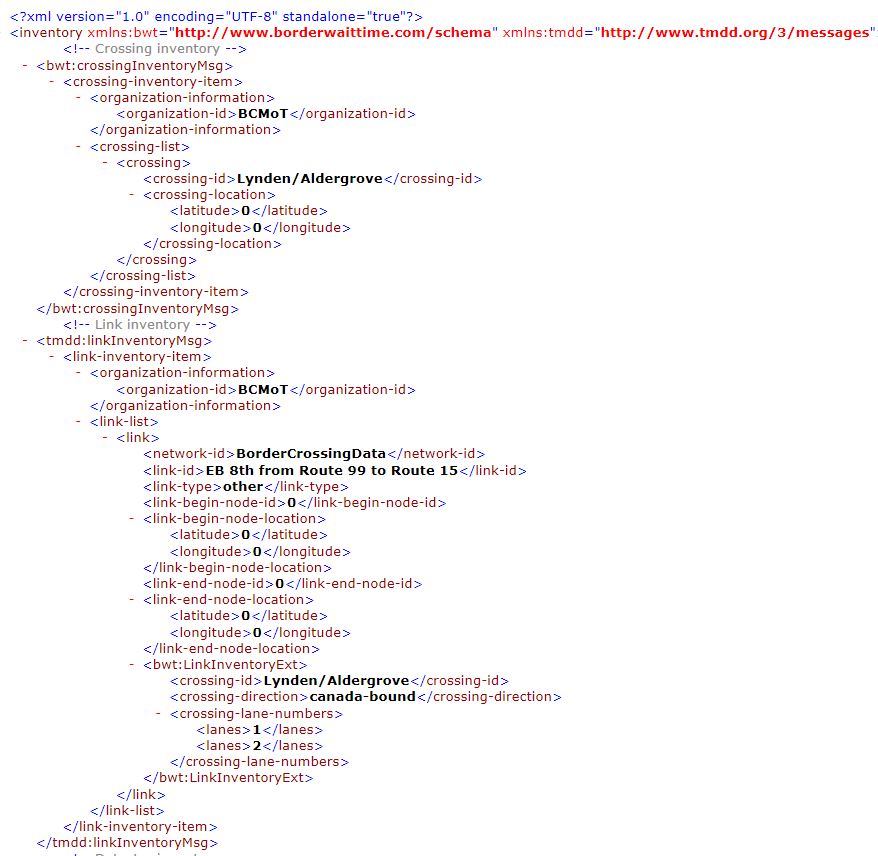 <?xml version="1.0" encoding="UTF-8" standalone="true"?>
<inventory xmlns:bwt="http://www.borderwaittime.com/schema" xmlns:tmdd="http://www.tmdd.org/3/messages"
<!-- Crossing inventory -->
- <bwt:crossingInventoryMsg>
- <crossing-inventory-item>
- <organization-information>
<organization-id>BCMoT</organization-id>
</organization-information>
- <crossing-list>
- <crossing>
<crossing-id>Lynden/Aldergrove</crossing-id>
- <crossing-location>
<latitude>0</latitude>
<longitude>0</longitude>
</crossing-location>
</crossing>
</crossing-list>
</crossing-inventory-item>
</bwt:crossingInventoryMsg>
<!-- Link inventory -->
- <tmdd:linkInventoryMsg>
- <link-inventory-item>
- <organization-information>
<organization-id>BCMoT</organization-id>
</organization-information>
- <link-list>
- <link>
<network-id>BorderCrossingData</network-id>
<link-id>EB 8th from Route 99 to Route 15</link-id>
<link-type>other</link-type>
<link-begin-node-id>0</link-begin-node-id>
- <link-begin-node-location>
<latitude>0</latitude>
<longitude>0</longitude>
</link-begin-node-location>
<link-end-node-id>0</link-end-node-id>
- <link-end-node-location>
<latitude>0</latitude>
<longitude>0</longitude>
</link-end-node-location>
- <bwt:LinkInventoryExt>
<crossing-id>Lynden/Aldergrove</crossing-id>
<crossing-direction>canada-bound</crossing-direction>
- <crossing-lane-numbers>
<lanes>1</lanes>
<lanes>2</lanes>
</crossing-lane-numbers>
</bwt:LinkInventoryExt>
</link>
</link-list>
</link-inventory-item>
</tmdd:linkInventoryMsg>